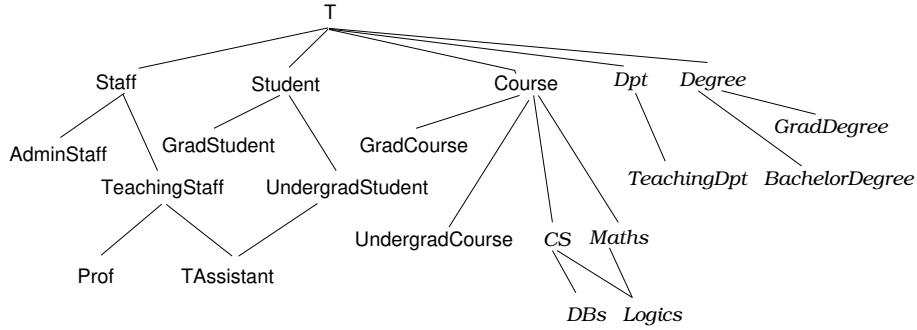 T
Staff Student Course Dpt Degree
GradDegree
AdminStaff GradStudent GradCourse
TeachingStaff UndergradStudent TeachingDpt BachelorDegree
UndergradCourse CS Maths
Prof TAssistant
DBs Logics